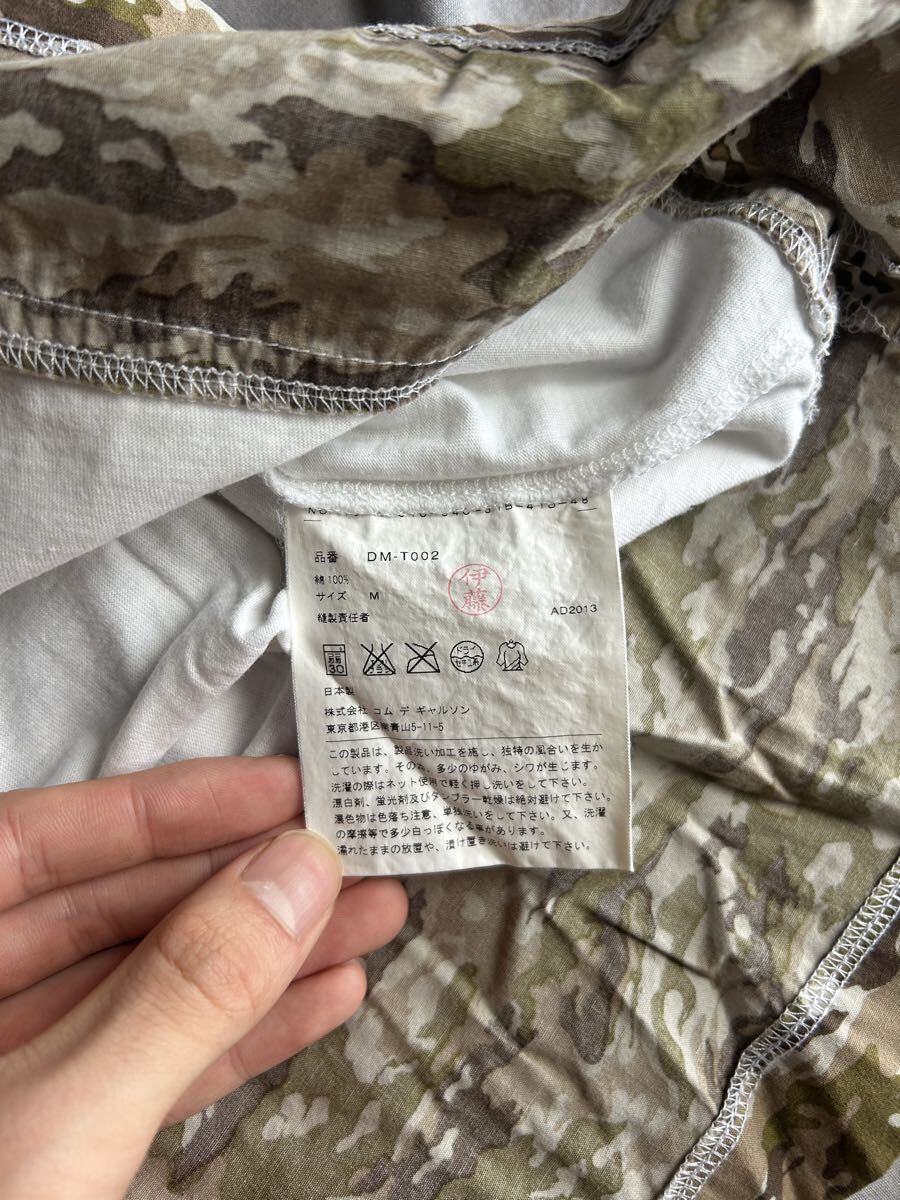 品番 DM-T002
綿 100%
サイズ M
伊藤
縫製責任者
AD2013
30
ドライ
セキユ系
日本製
株式会社 コム デ ギャルソン
東京都港区南青山5-11-5
この製品は、製品洗い加工を施し、独特の風合いを生か
しています。その為、多少のゆがみ、シワが生じます。
洗濯の際はネット使用で軽く押し洗いをして下さい。
漂白剤、蛍光剤及びタンブラー乾燥は絶対避けて下さい。
濃色物は色落ち注意、単独洗いをして下さい。又、洗濯
の摩擦等で多少白っぽくなる事があります。
濡れたままの放置や、漬け置き洗いは避けて下さい。